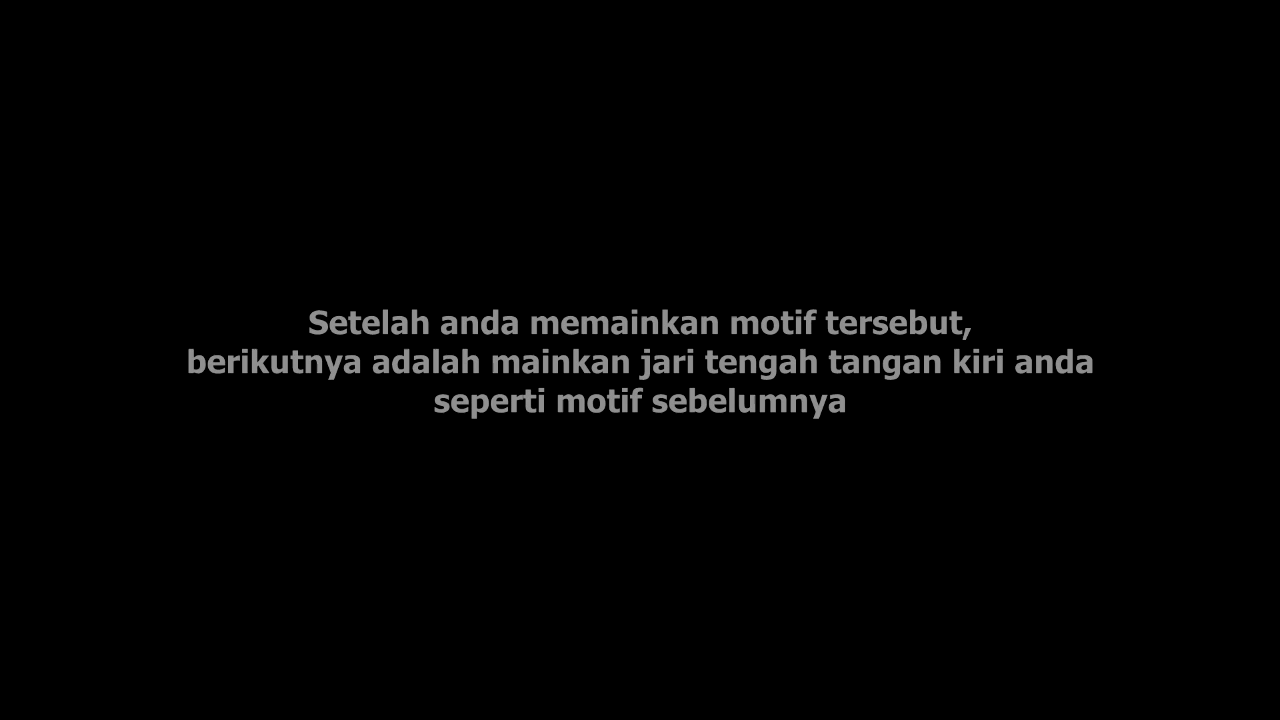 Setelah anda memainkan motif tersebut,
berikutnya adalah mainkan jari tengah tangan kiri anda
seperti motif sebelumnya